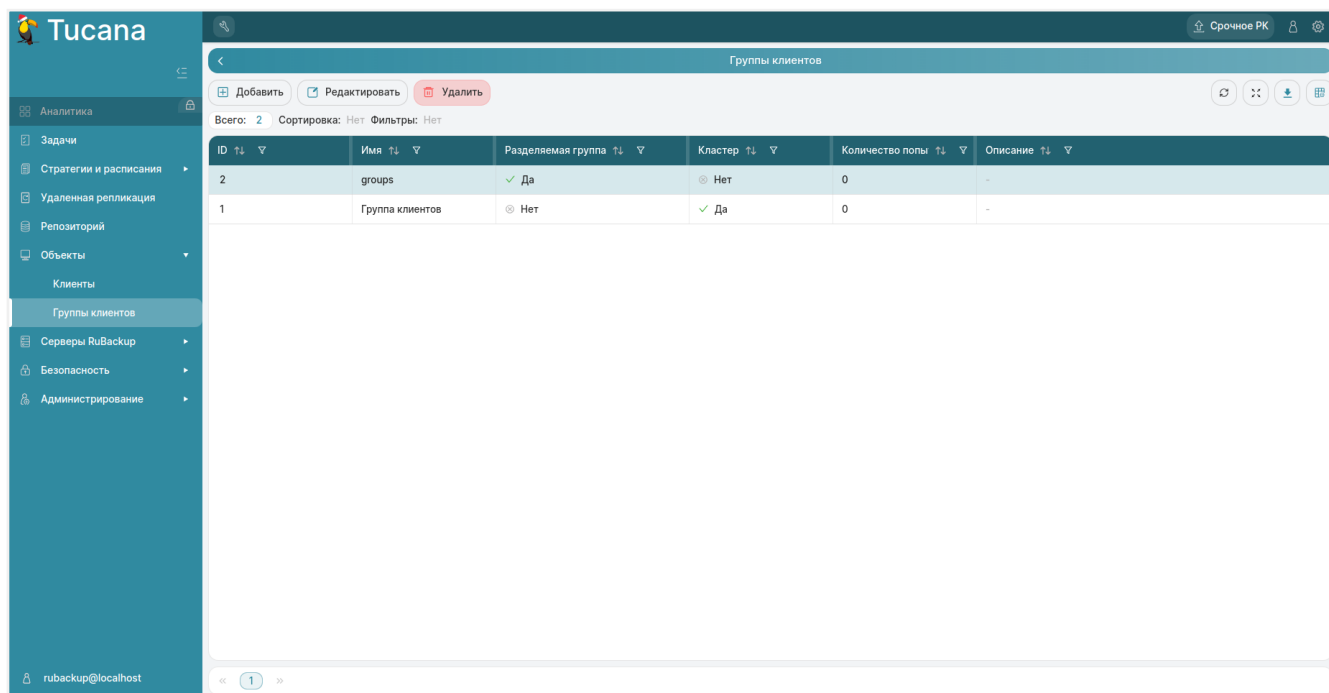 Tucana
Срочное РК
Группы клиентов
Добавить Редактировать Удалить
Всего: 2 Сортировка: Нет Фильтры: Нет
Аналитика
Задачи
Стратегии и расписания
Удаленная репликация
Репозиторий
Объекты
Клиенты
Группы клиентов
Серверы RuBackup
Безопасность
Администрирование
rubackup@localhost
ID Имя Разделяемая группа Кластер Количество попы Описание
2 groups Да Нет 0 -
1 Группа клиентов Нет Да 0 -
« 1 »